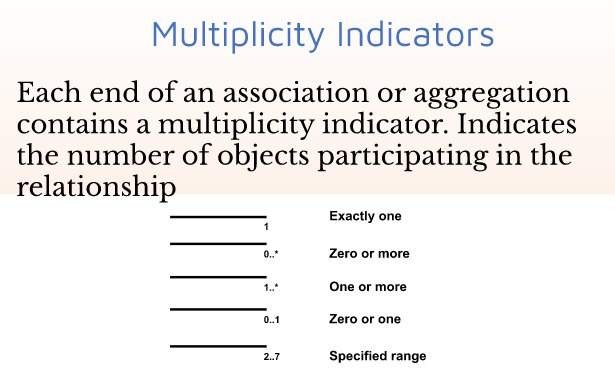 Multiplicity Indicators
Each end of an association or aggregation
contains a multiplicity indicator. Indicates
the number of objects participating in the
relationship
1 Exactly one
0..* Zero or more
1..* One or more
0..1 Zero or one
2..7 Specified range